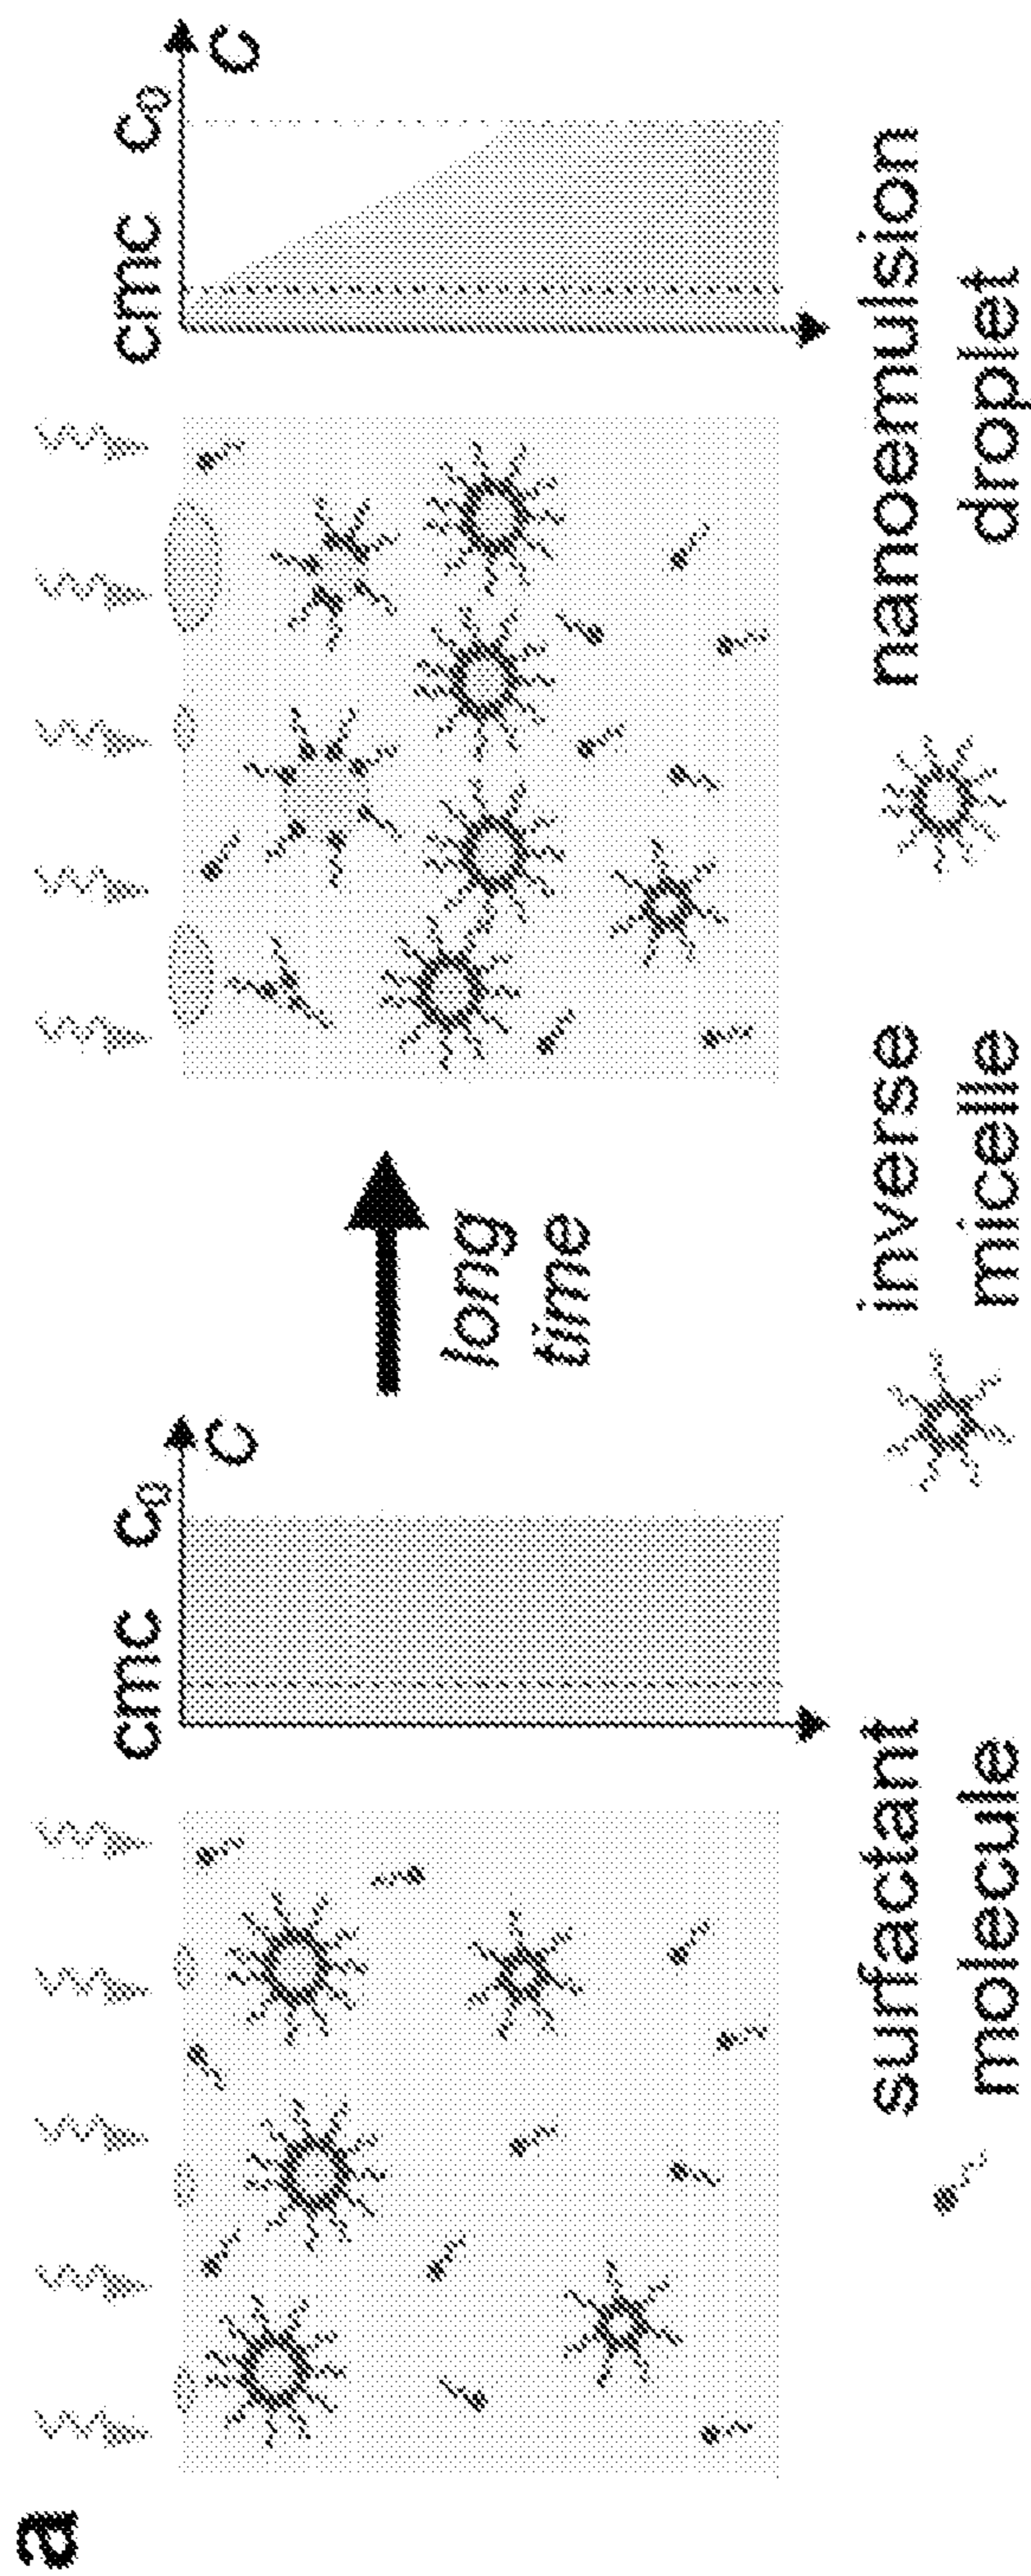 a
cmc c₀
C
long
time
cmc c₀
C
surfactant
molecule
inverse
micelle
nanoemulsion
droplet